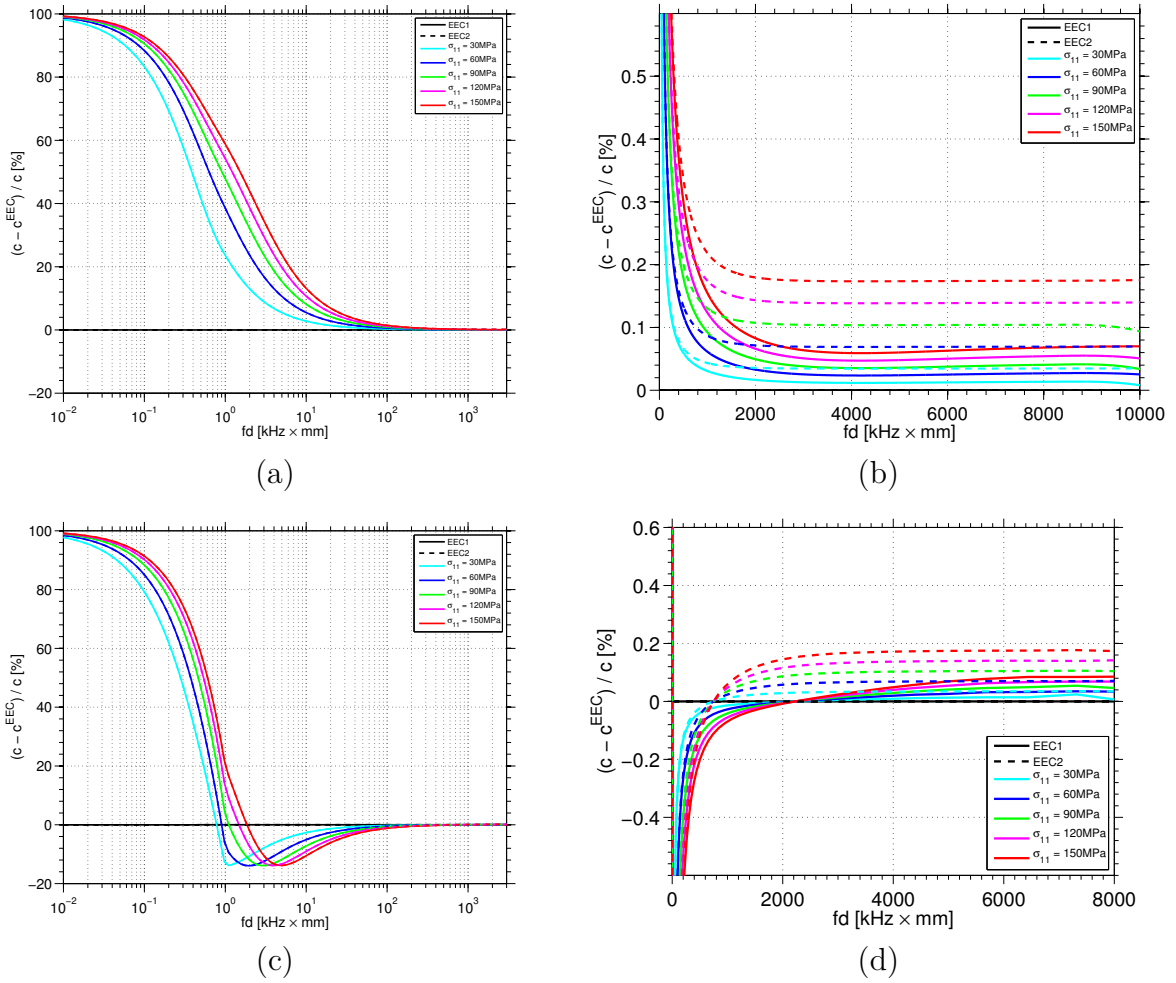 100
80
60
40
20
0
−20
(c − c^EEC) / c [%]
10^−2 10^−1 10^0 10^1 10^2 10^3
fd [kHz × mm]
EEC1
EEC2
σ11 = 30MPa
σ11 = 60MPa
σ11 = 90MPa
σ11 = 120MPa
σ11 = 150MPa
(a)
0.5
0.4
0.3
0.2
0.1
0
(c − c^EEC) / c [%]
0 2000 4000 6000 8000 10000
fd [kHz × mm]
EEC1
EEC2
σ11 = 30MPa
σ11 = 60MPa
σ11 = 90MPa
σ11 = 120MPa
σ11 = 150MPa
(b)
100
80
60
40
20
0
−20
(c − c^EEC) / c [%]
10^−2 10^−1 10^0 10^1 10^2 10^3
fd [kHz × mm]
EEC1
EEC2
σ11 = 30MPa
σ11 = 60MPa
σ11 = 90MPa
σ11 = 120MPa
σ11 = 150MPa
(c)
0.6
0.4
0.2
0
−0.2
−0.4
(c − c^EEC) / c [%]
0 2000 4000 6000 8000
fd [kHz × mm]
EEC1
EEC2
σ11 = 30MPa
σ11 = 60MPa
σ11 = 90MPa
σ11 = 120MPa
σ11 = 150MPa
(d)